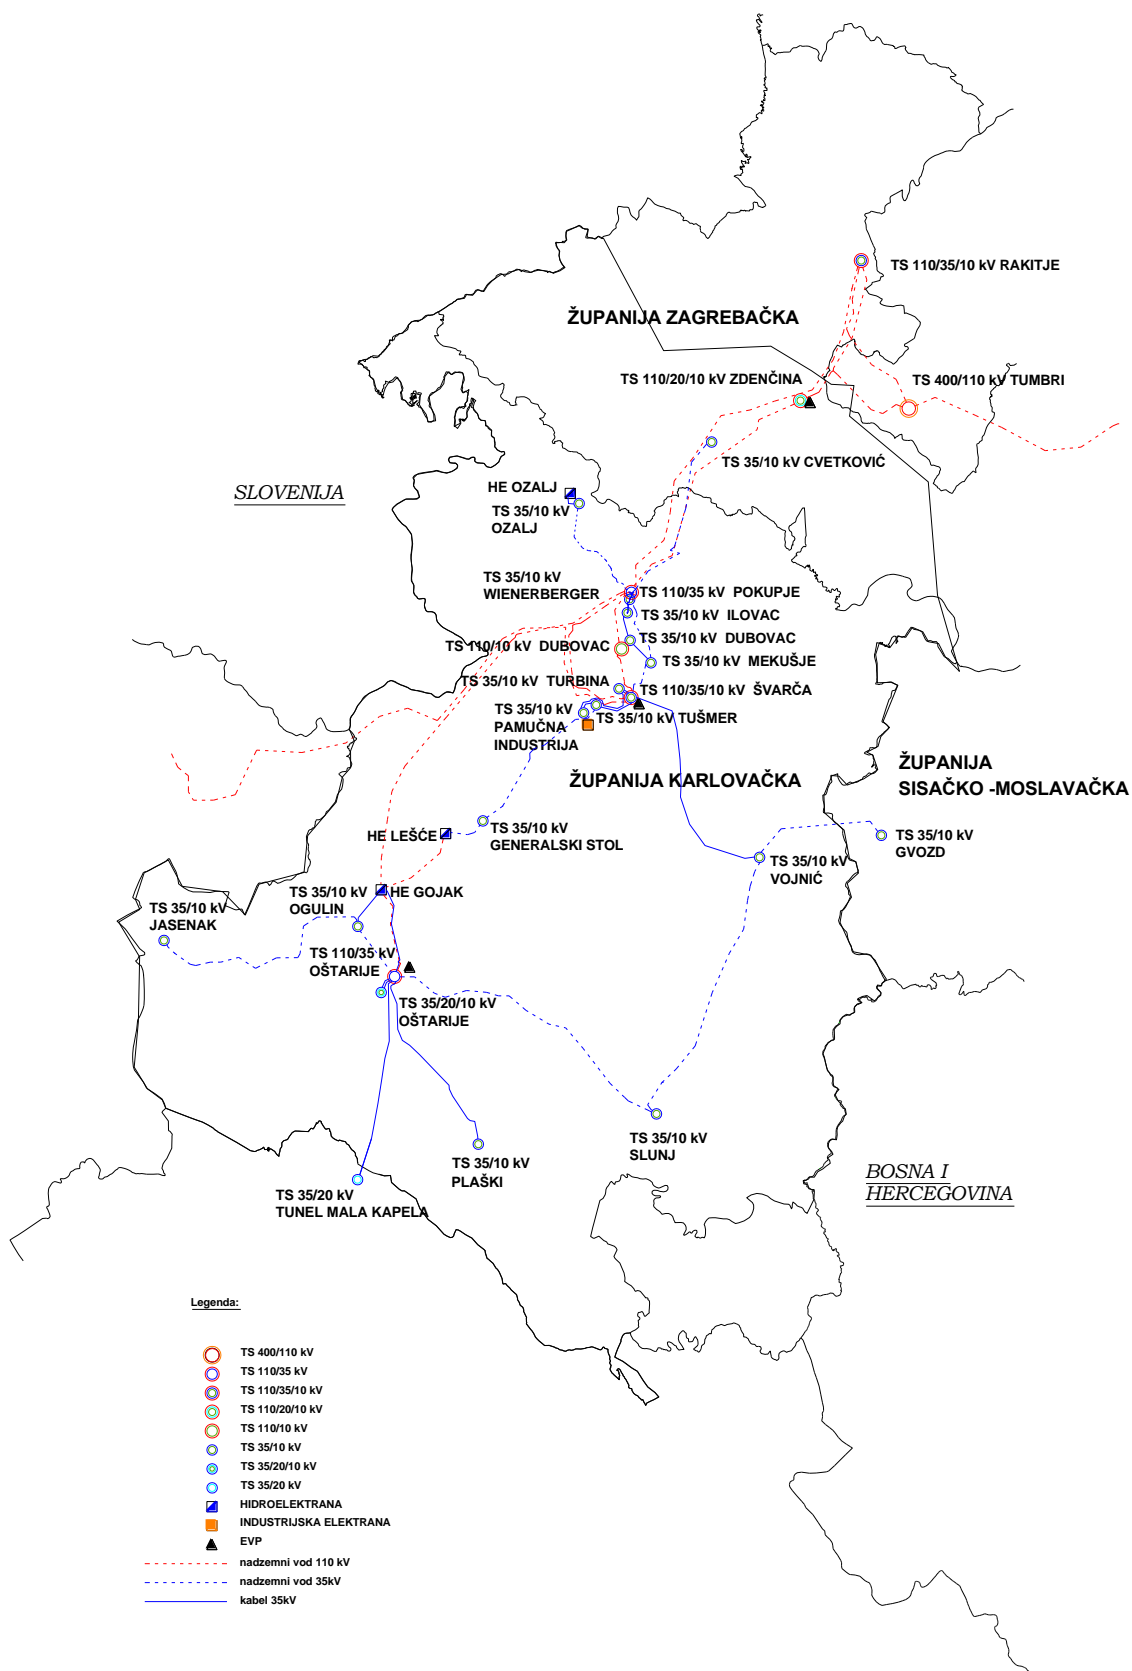 TS 110/35/10 kV RAKITJE
ŽUPANIJA ZAGREBAČKA
TS 110/20/10 kV ZDENČINA
TS 400/110 kV TUMBRI
TS 35/10 kV CVETKOVIĆ
SLOVENIJA
HE OZALJ
TS 35/10 kV
OZALJ
TS 35/10 kV
WIENERBERGER
TS 110/35 kV POKUPJE
TS 35/10 kV ILOVAC
TS 35/10 kV DUBOVAC
TS 110/10 kV DUBOVAC
TS 35/10 kV MEKUŠJE
TS 35/10 kV TURBINA
TS 110/35/10 kV ŠVARČA
TS 35/10 kV
PAMUČNA
INDUSTRIJA
TS 35/10 kV TUŠMER
ŽUPANIJA KARLOVAČKA
ŽUPANIJA
SISAČKO -MOSLAVAČKA
HE LEŠĆE
TS 35/10 kV
GENERALSKI STOL
TS 35/10 kV
GVOZD
TS 35/10 kV
VOJNIĆ
TS 35/10 kV
OGULIN
HE GOJAK
TS 35/10 kV
JASENAK
TS 110/35 kV
OŠTARIJE
TS 35/20/10 kV
OŠTARIJE
TS 35/10 kV
SLUNJ
TS 35/10 kV
PLAŠKI
TS 35/20 kV
TUNEL MALA KAPELA
BOSNA I
HERCEGOVINA
Legenda:
TS 400/110 kV
TS 110/35 kV
TS 110/35/10 kV
TS 110/20/10 kV
TS 110/10 kV
TS 35/10 kV
TS 35/20/10 kV
TS 35/20 kV
HIDROELEKTRANA
INDUSTRIJSKA ELEKTRANA
EVP
nadzemni vod 110 kV
nadzemni vod 35kV
kabel 35kV